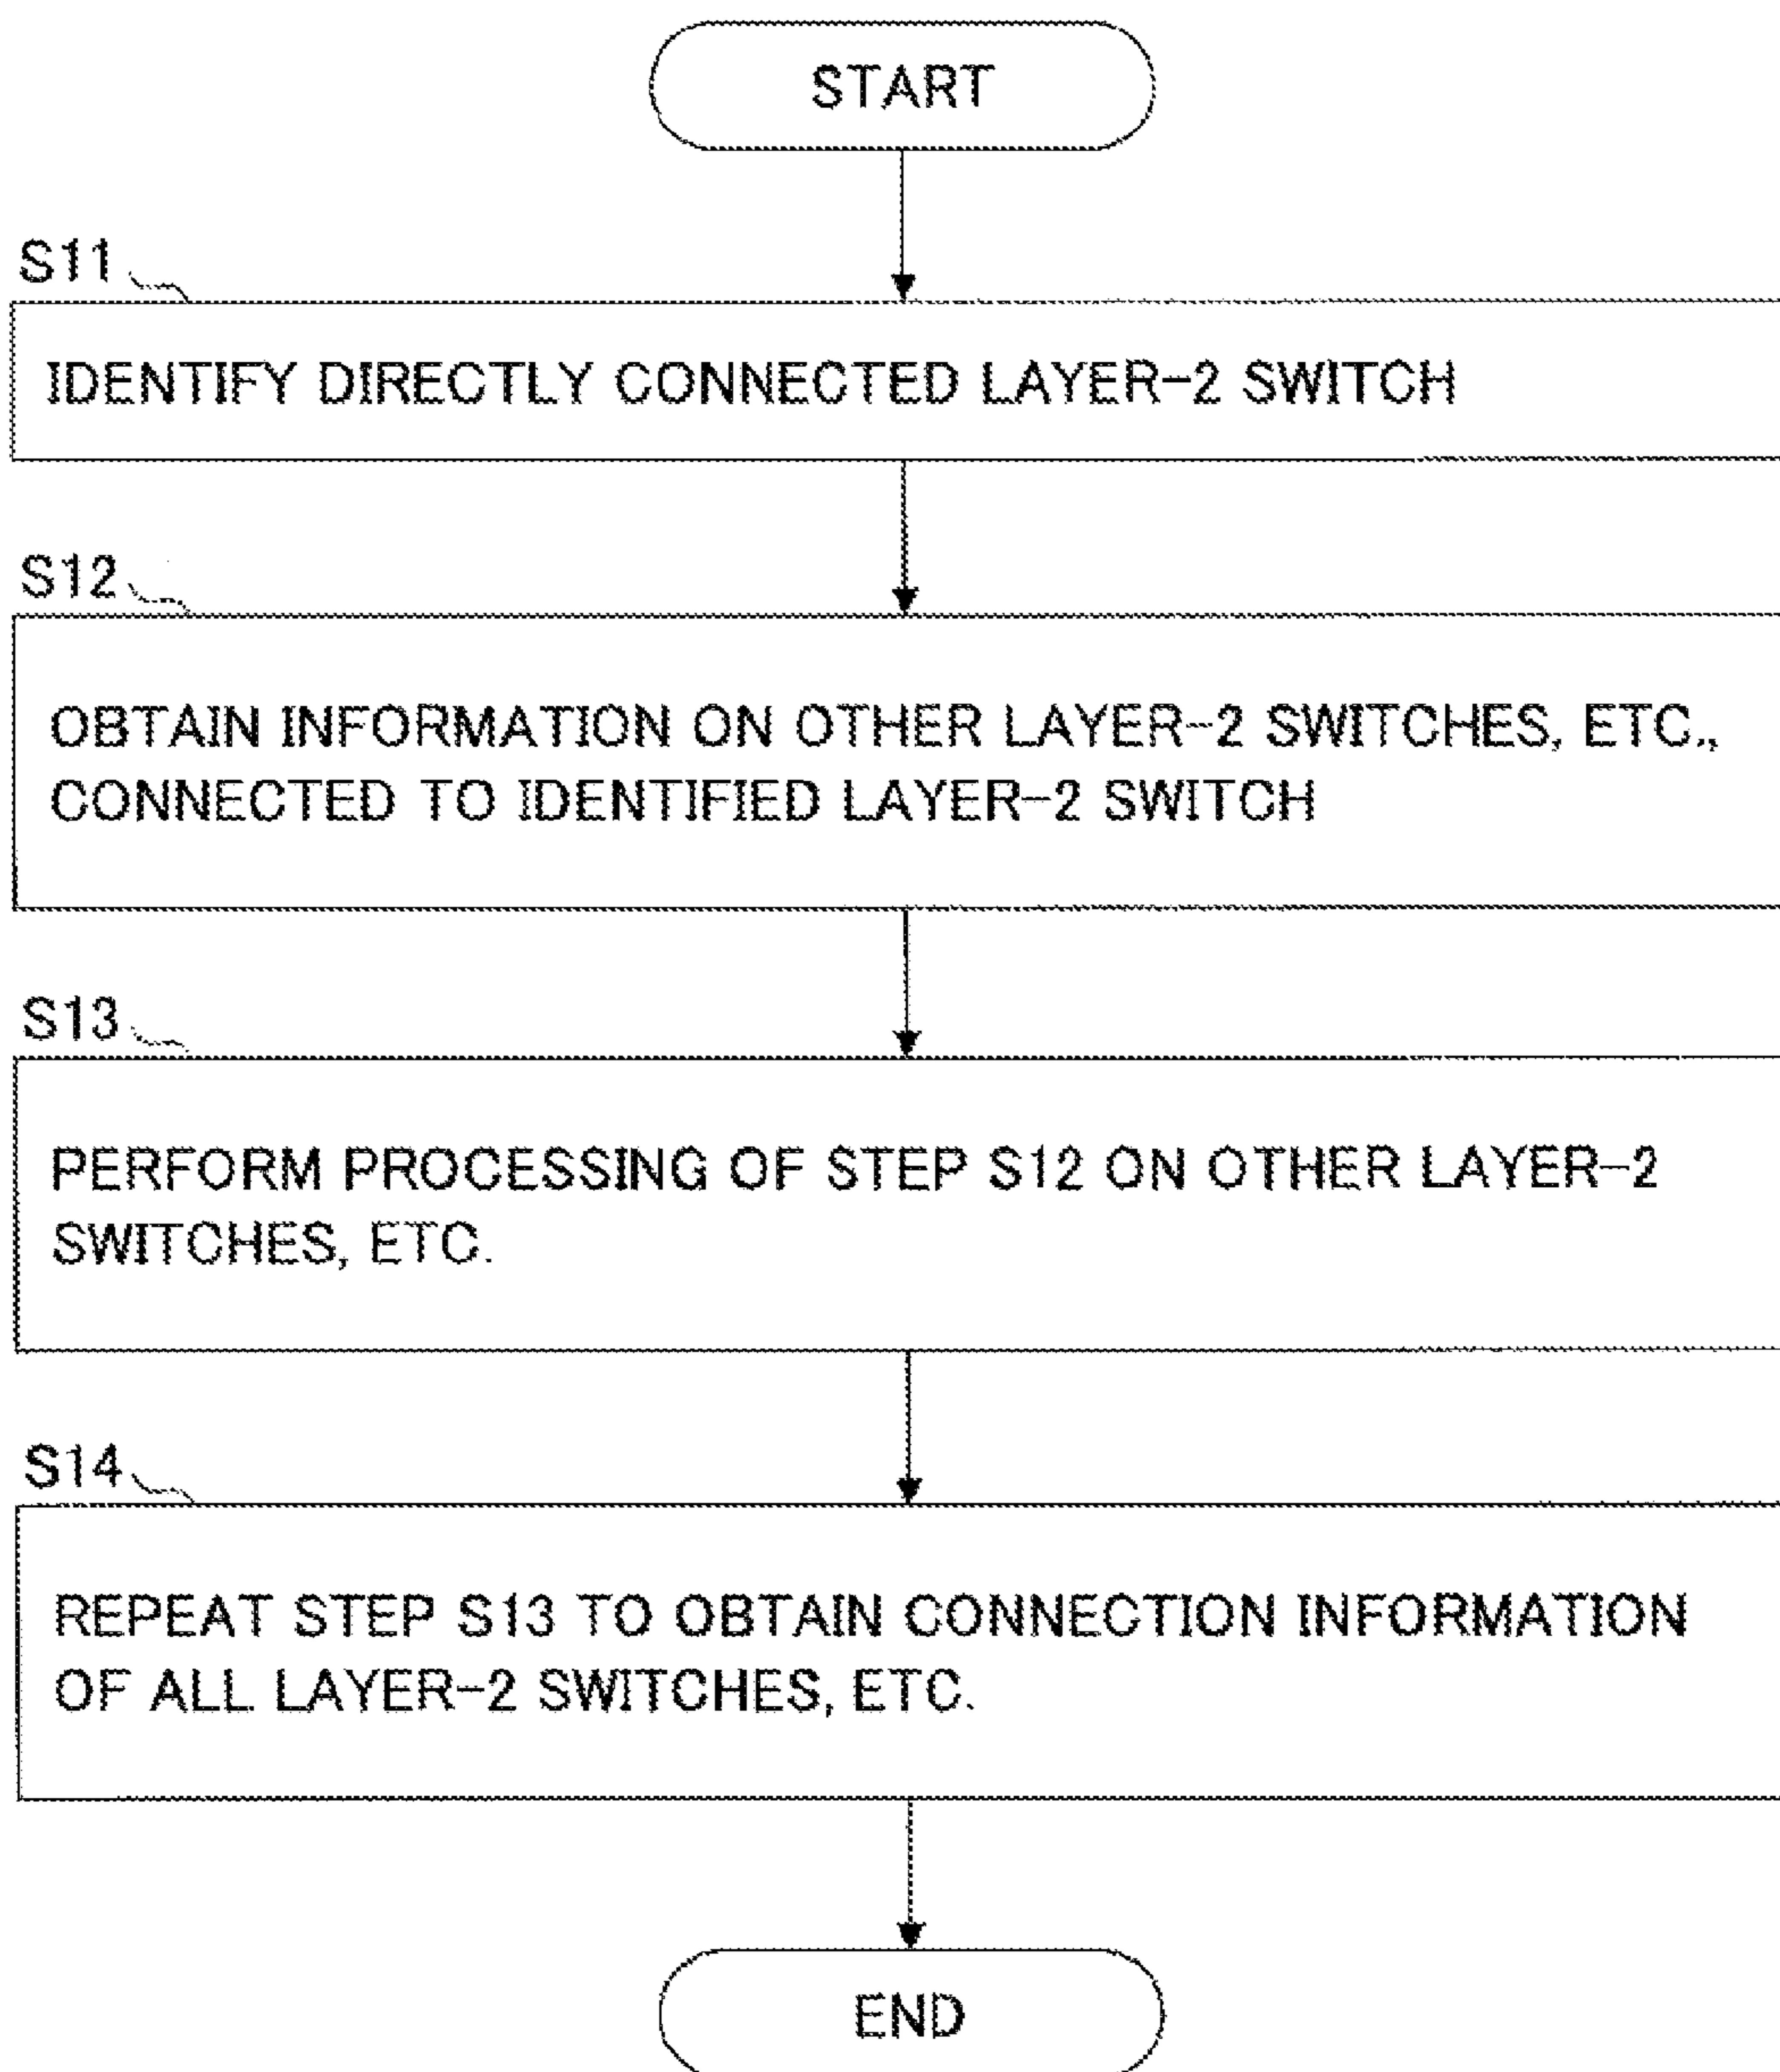 START
S11
IDENTIFY DIRECTLY CONNECTED LAYER-2 SWITCH
S12
OBTAIN INFORMATION ON OTHER LAYER-2 SWITCHES, ETC.,
CONNECTED TO IDENTIFIED LAYER-2 SWITCH
S13
PERFORM PROCESSING OF STEP S12 ON OTHER LAYER-2
SWITCHES, ETC.
S14
REPEAT STEP S13 TO OBTAIN CONNECTION INFORMATION
OF ALL LAYER-2 SWITCHES, ETC.
END